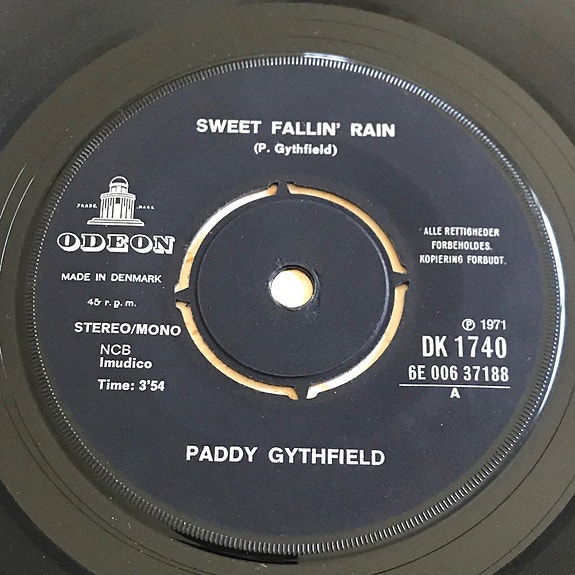 SWEET FALLIN' RAIN
(P. Gythfield)
TRADE MARK
ODEON
MADE IN DENMARK
45 r.p.m.
STEREO/MONO
NCB
Imudico
Time: 3'54
ALLE RETTIGHEDER
FORBEHOLDES.
KOPIERING FORBUDT.
℗ 1971
DK 1740
6E 006 37188
A
PADDY GYTHFIELD